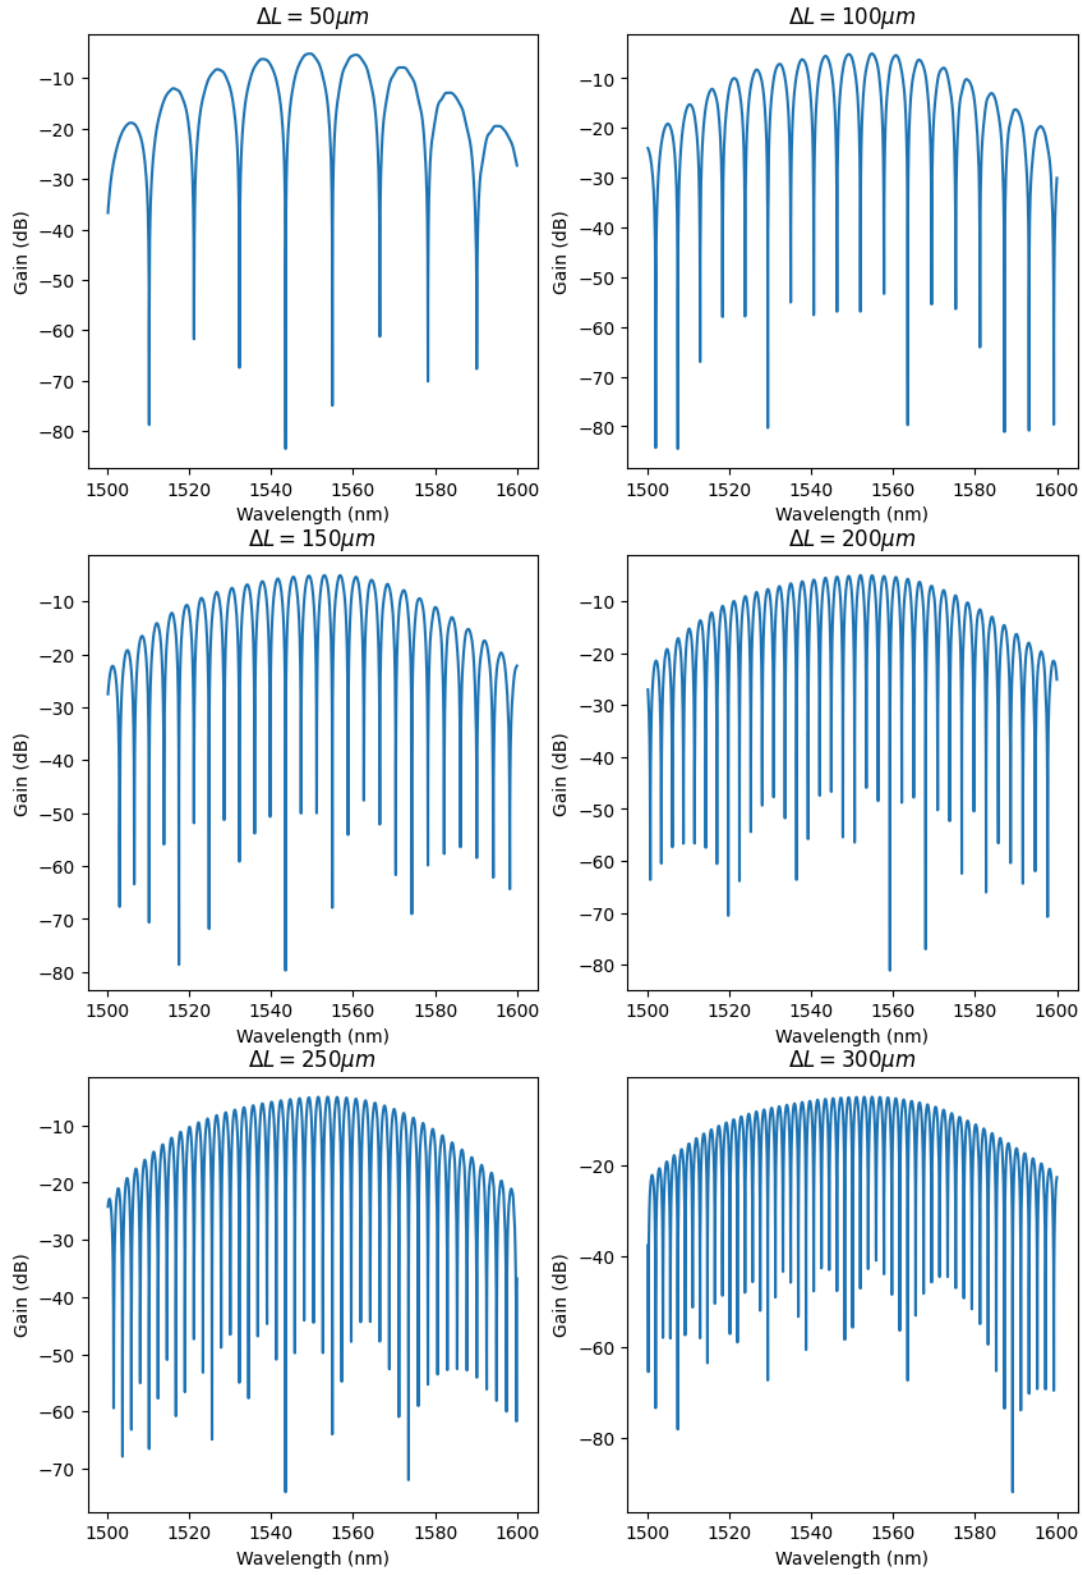 ΔL = 50μm
ΔL = 100μm
Gain (dB)
−10
−20
−30
−40
−50
−60
−70
−80
1500 1520 1540 1560 1580 1600
Wavelength (nm)
Gain (dB)
−10
−20
−30
−40
−50
−60
−70
−80
1500 1520 1540 1560 1580 1600
Wavelength (nm)
ΔL = 150μm
ΔL = 200μm
Gain (dB)
−10
−20
−30
−40
−50
−60
−70
−80
1500 1520 1540 1560 1580 1600
Wavelength (nm)
Gain (dB)
−10
−20
−30
−40
−50
−60
−70
−80
1500 1520 1540 1560 1580 1600
Wavelength (nm)
ΔL = 250μm
ΔL = 300μm
Gain (dB)
−10
−20
−30
−40
−50
−60
−70
1500 1520 1540 1560 1580 1600
Wavelength (nm)
Gain (dB)
−20
−40
−60
−80
1500 1520 1540 1560 1580 1600
Wavelength (nm)